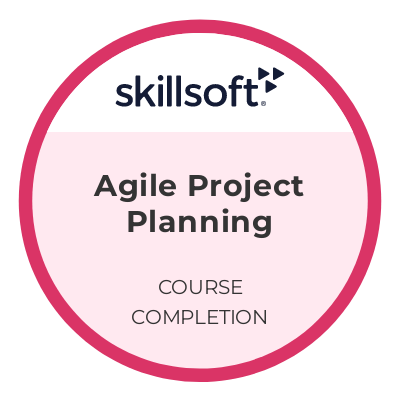 skillsoft®
Agile Project
Planning
COURSE
COMPLETION